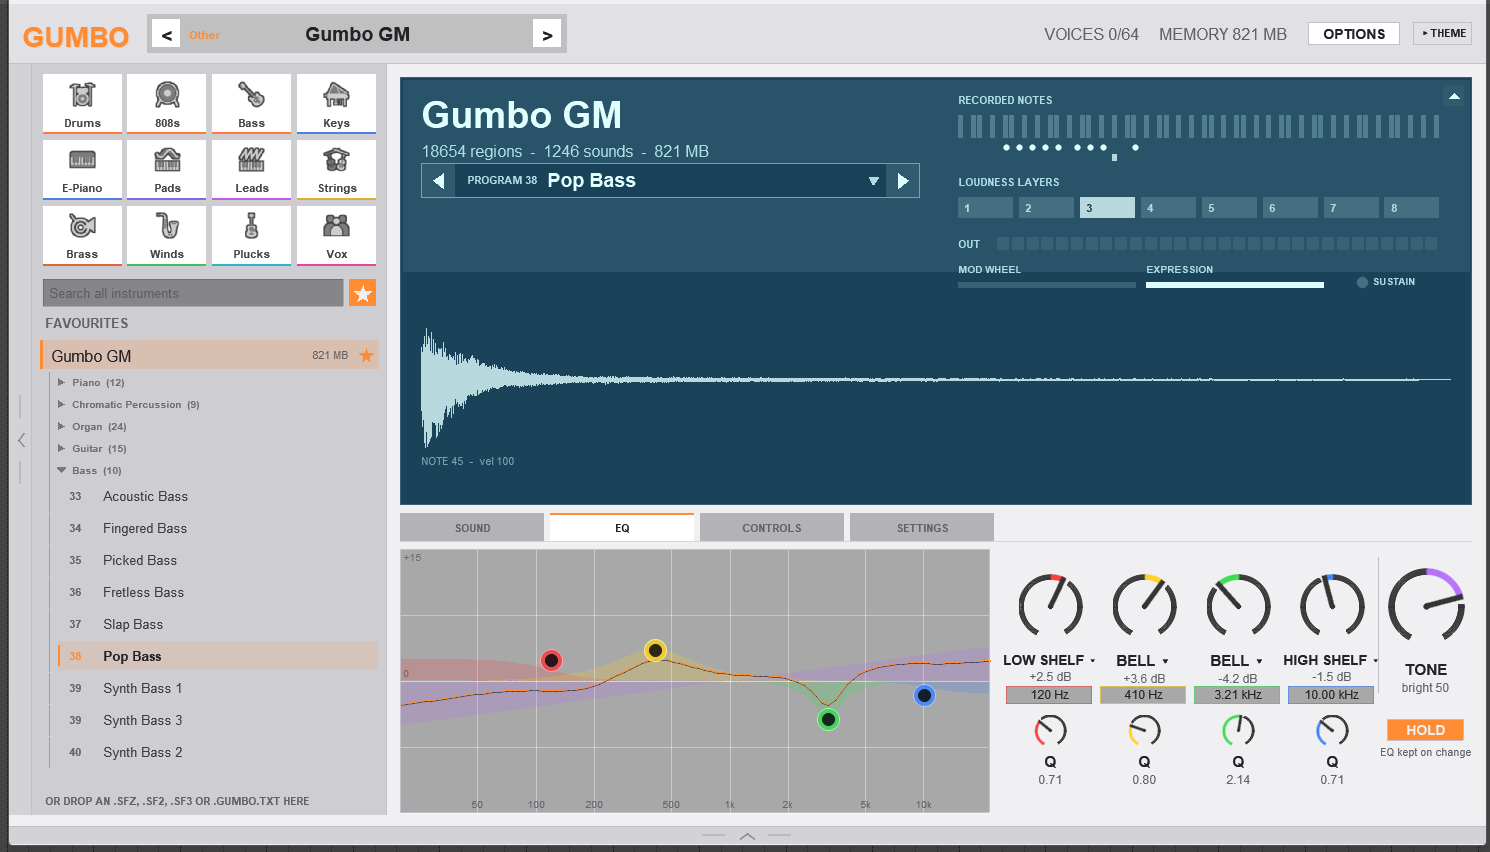 GUMBO
< Other Gumbo GM >
VOICES 0/64 MEMORY 821 MB OPTIONS THEME
Drums 808s Bass Keys
E-Piano Pads Leads Strings
Brass Winds Plucks Vox
Search all instruments
FAVOURITES
Gumbo GM 821 MB
Piano (12)
Chromatic Percussion (9)
Organ (24)
Guitar (15)
Bass (10)
33 Acoustic Bass
34 Fingered Bass
35 Picked Bass
36 Fretless Bass
37 Slap Bass
38 Pop Bass
39 Synth Bass 1
39 Synth Bass 3
40 Synth Bass 2
OR DROP AN .SFZ, .SF2, .SF3 OR .GUMBO.TXT HERE
Gumbo GM
18654 regions - 1246 sounds - 821 MB
PROGRAM 38 Pop Bass
RECORDED NOTES
LOUDNESS LAYERS
1 2 3 4 5 6 7 8
OUT
MOD WHEEL EXPRESSION SUSTAIN
NOTE 45 - vel 100
SOUND EQ CONTROLS SETTINGS
+15
0
50 100 200 500 1k 2k 5k 10k
LOW SHELF BELL BELL HIGH SHELF
+2.5 dB +3.6 dB -4.2 dB -1.5 dB
120 Hz 410 Hz 3.21 kHz 10.00 kHz
Q Q Q Q
0.71 0.80 2.14 0.71
TONE
bright 50
HOLD
EQ kept on change